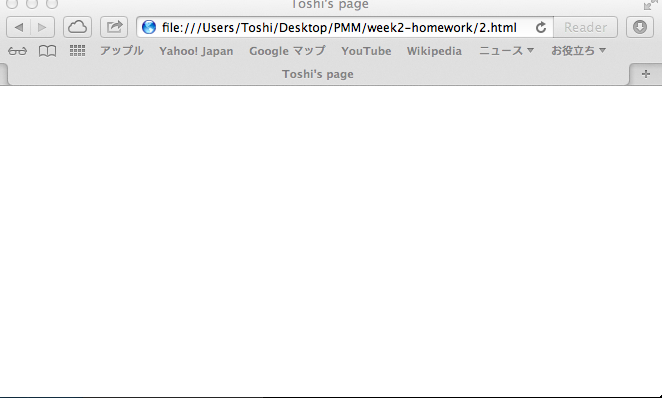 Toshi's page
file:///Users/Toshi/Desktop/PMM/week2-homework/2.html Reader
アップル Yahoo! Japan Google マップ YouTube Wikipedia ニュース お役立ち
Toshi's page